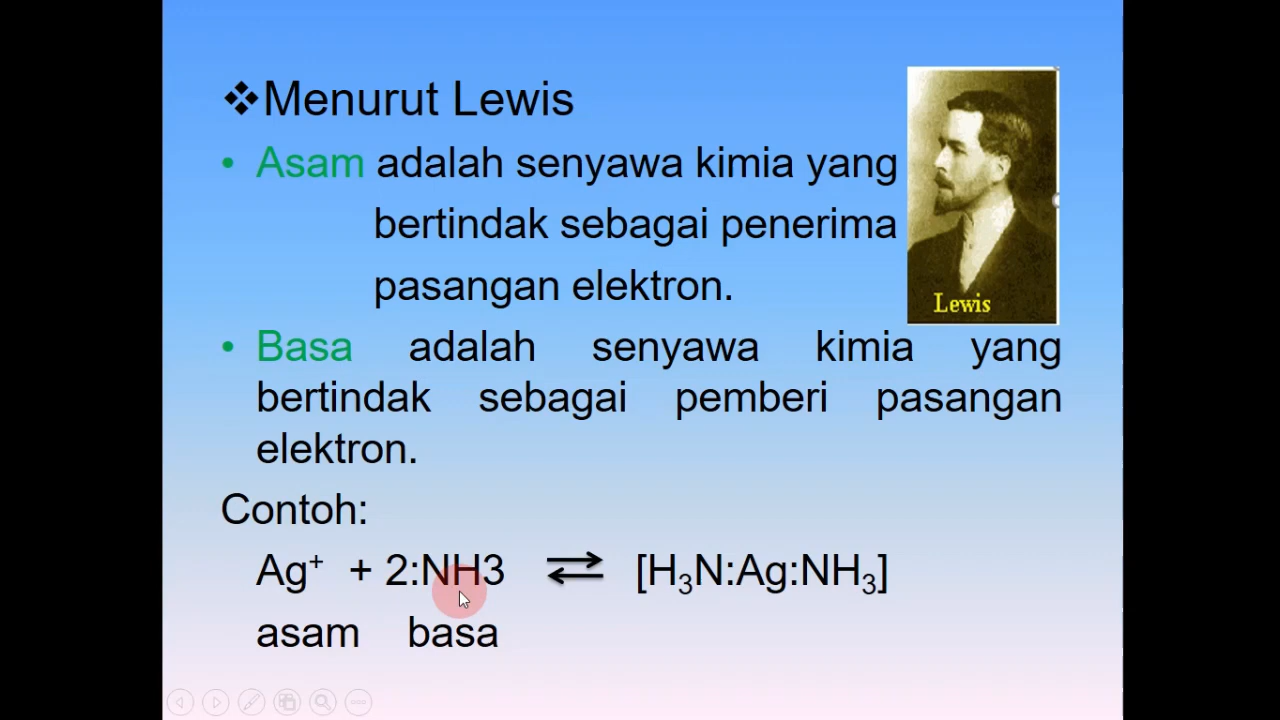 ❖Menurut Lewis
• Asam adalah senyawa kimia yang
bertindak sebagai penerima
pasangan elektron.
Lewis
• Basa adalah senyawa kimia yang
bertindak sebagai pemberi pasangan
elektron.
Contoh:
Ag⁺ + 2:NH3 ⇄ [H₃N:Ag:NH₃]
asam basa